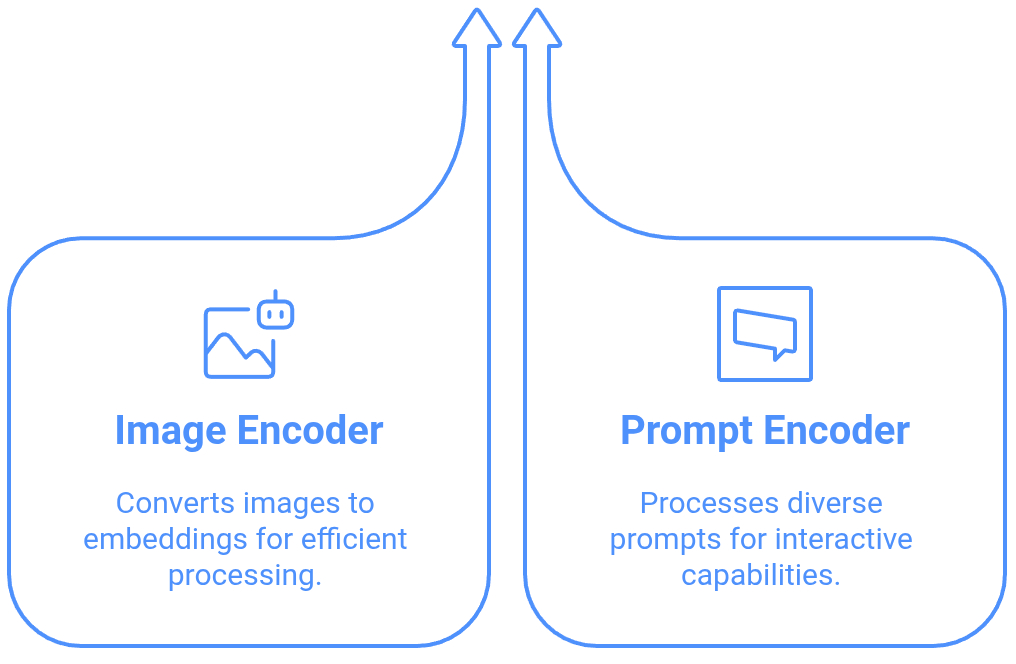 Image Encoder
Converts images to
embeddings for efficient
processing.
Prompt Encoder
Processes diverse
prompts for interactive
capabilities.